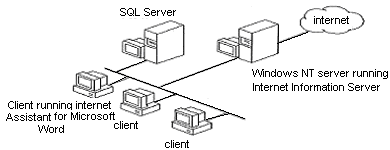 SQL Server
internet
Windows NT server running
Internet Information Server
Client running internet
Assistant for Microsoft
Word
client
client